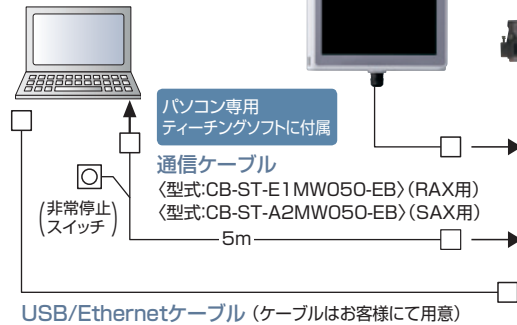 パソコン専用
ティーチングソフトに付属
通信ケーブル
〈型式:CB-ST-E1MW050-EB〉(RAX用)
〈型式:CB-ST-A2MW050-EB〉(SAX用)
(非常停止
スイッチ)
5m
USB/Ethernetケーブル(ケーブルはお客様にて用意)